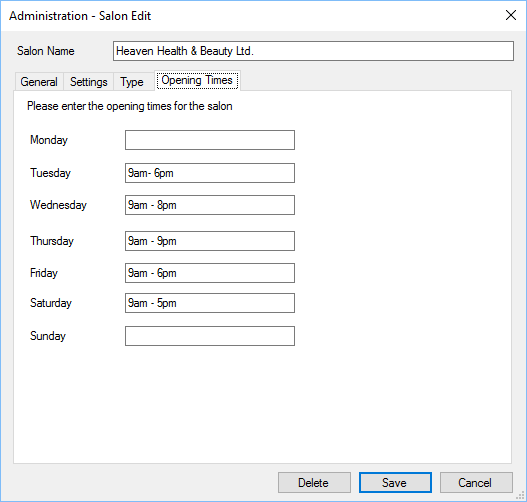 Administration - Salon Edit
Salon Name Heaven Health & Beauty Ltd.
General Settings Type Opening Times
Please enter the opening times for the salon
Monday
Tuesday 9am- 6pm
Wednesday 9am - 8pm
Thursday 9am - 9pm
Friday 9am - 6pm
Saturday 9am - 5pm
Sunday
Delete Save Cancel